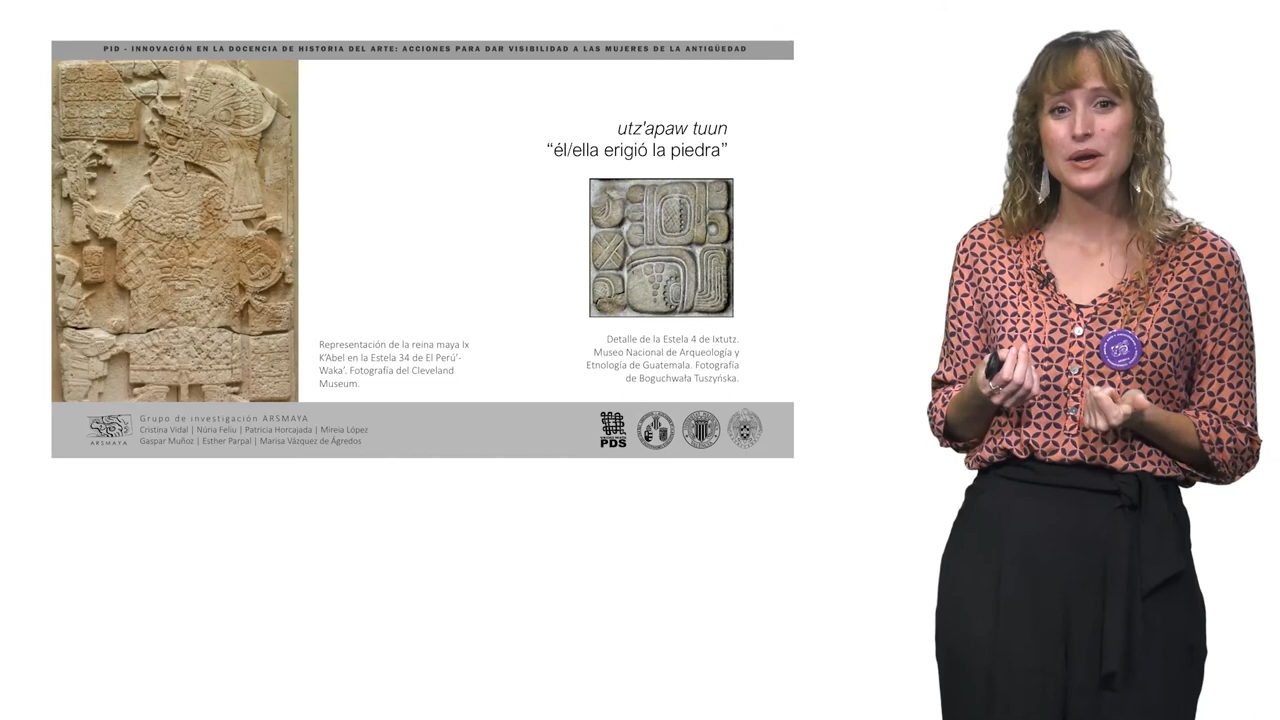 PID - INNOVACIÓN EN LA DOCENCIA DE HISTORIA DEL ARTE: ACCIONES PARA DAR VISIBILIDAD A LAS MUJERES DE LA ANTIGÜEDAD
utz'apaw tuun
“él/ella erigió la piedra”
Representación de la reina maya Ix
K’Abel en la Estela 34 de El Perú’-
Waka’. Fotografía del Cleveland
Museum.
Detalle de la Estela 4 de Ixtutz.
Museo Nacional de Arqueología y
Etnología de Guatemala. Fotografía
de Boguchwała Tuszyńska.
ARSMAYA
Grupo de investigación ARSMAYA
Cristina Vidal | Núria Feliu | Patricia Horcajada | Mireia López
Gaspar Muñoz | Esther Parpal | Marisa Vázquez de Ágredos
PDS